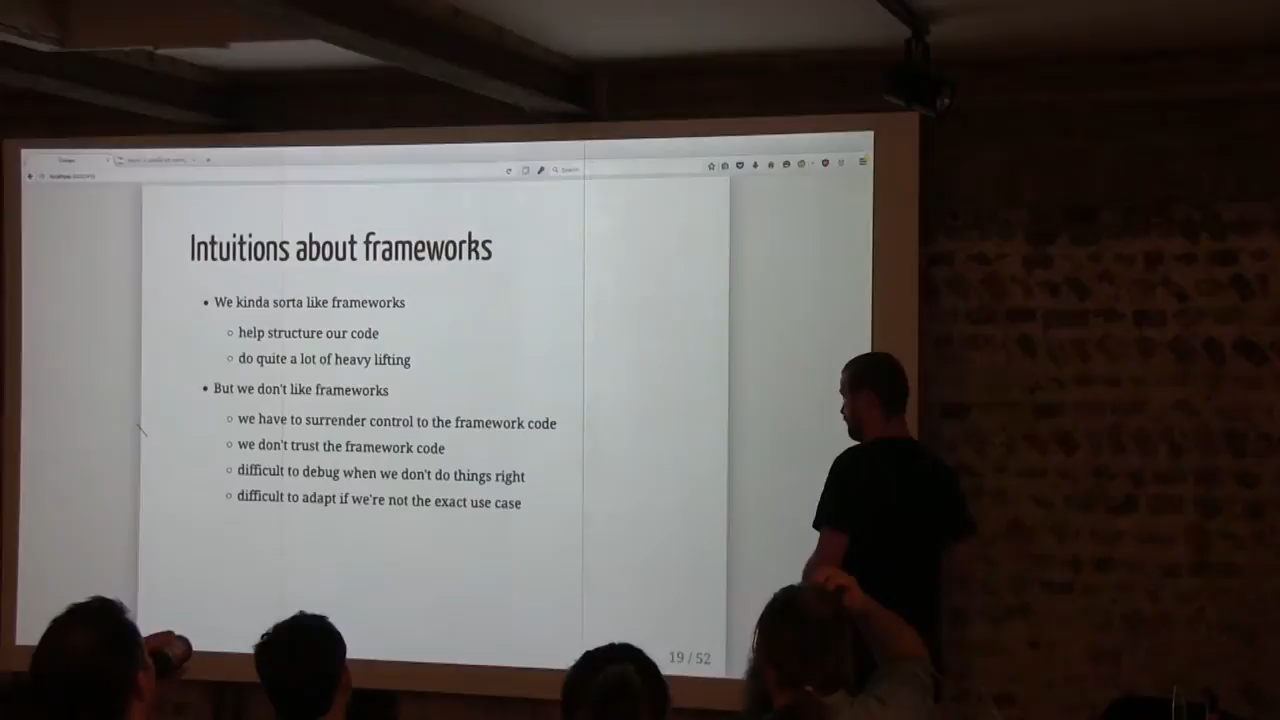 Search
Intuitions about frameworks
• We kinda sorta like frameworks
○ help structure our code
○ do quite a lot of heavy lifting
• But we don't like frameworks
○ we have to surrender control to the framework code
○ we don't trust the framework code
○ difficult to debug when we don't do things right
○ difficult to adapt if we're not the exact use case
19 / 52